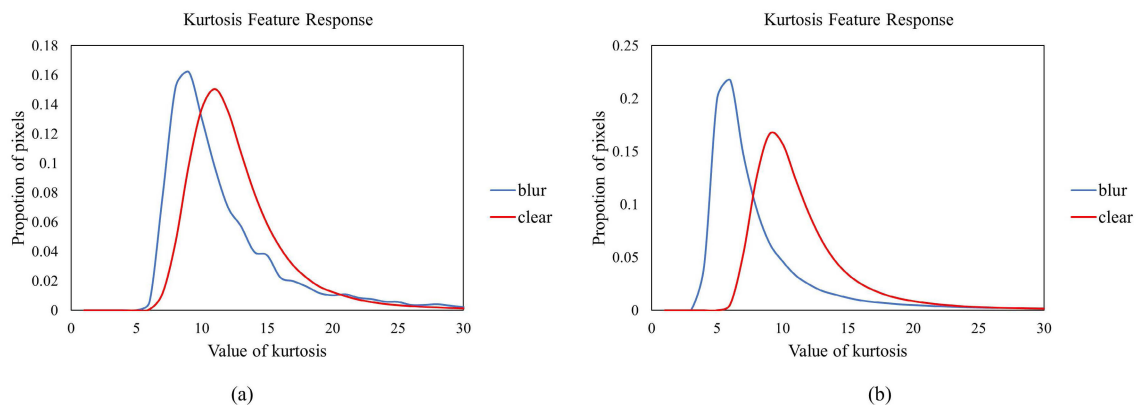 Kurtosis Feature Response
0.18
0.16
0.14
0.12
0.1
0.08
0.06
0.04
0.02
0
Propotion of pixels
0 5 10 15 20 25 30
Value of kurtosis
blur
clear
(a)
Kurtosis Feature Response
0.25
0.2
0.15
0.1
0.05
0
Propotion of pixels
0 5 10 15 20 25 30
Value of kurtosis
blur
clear
(b)